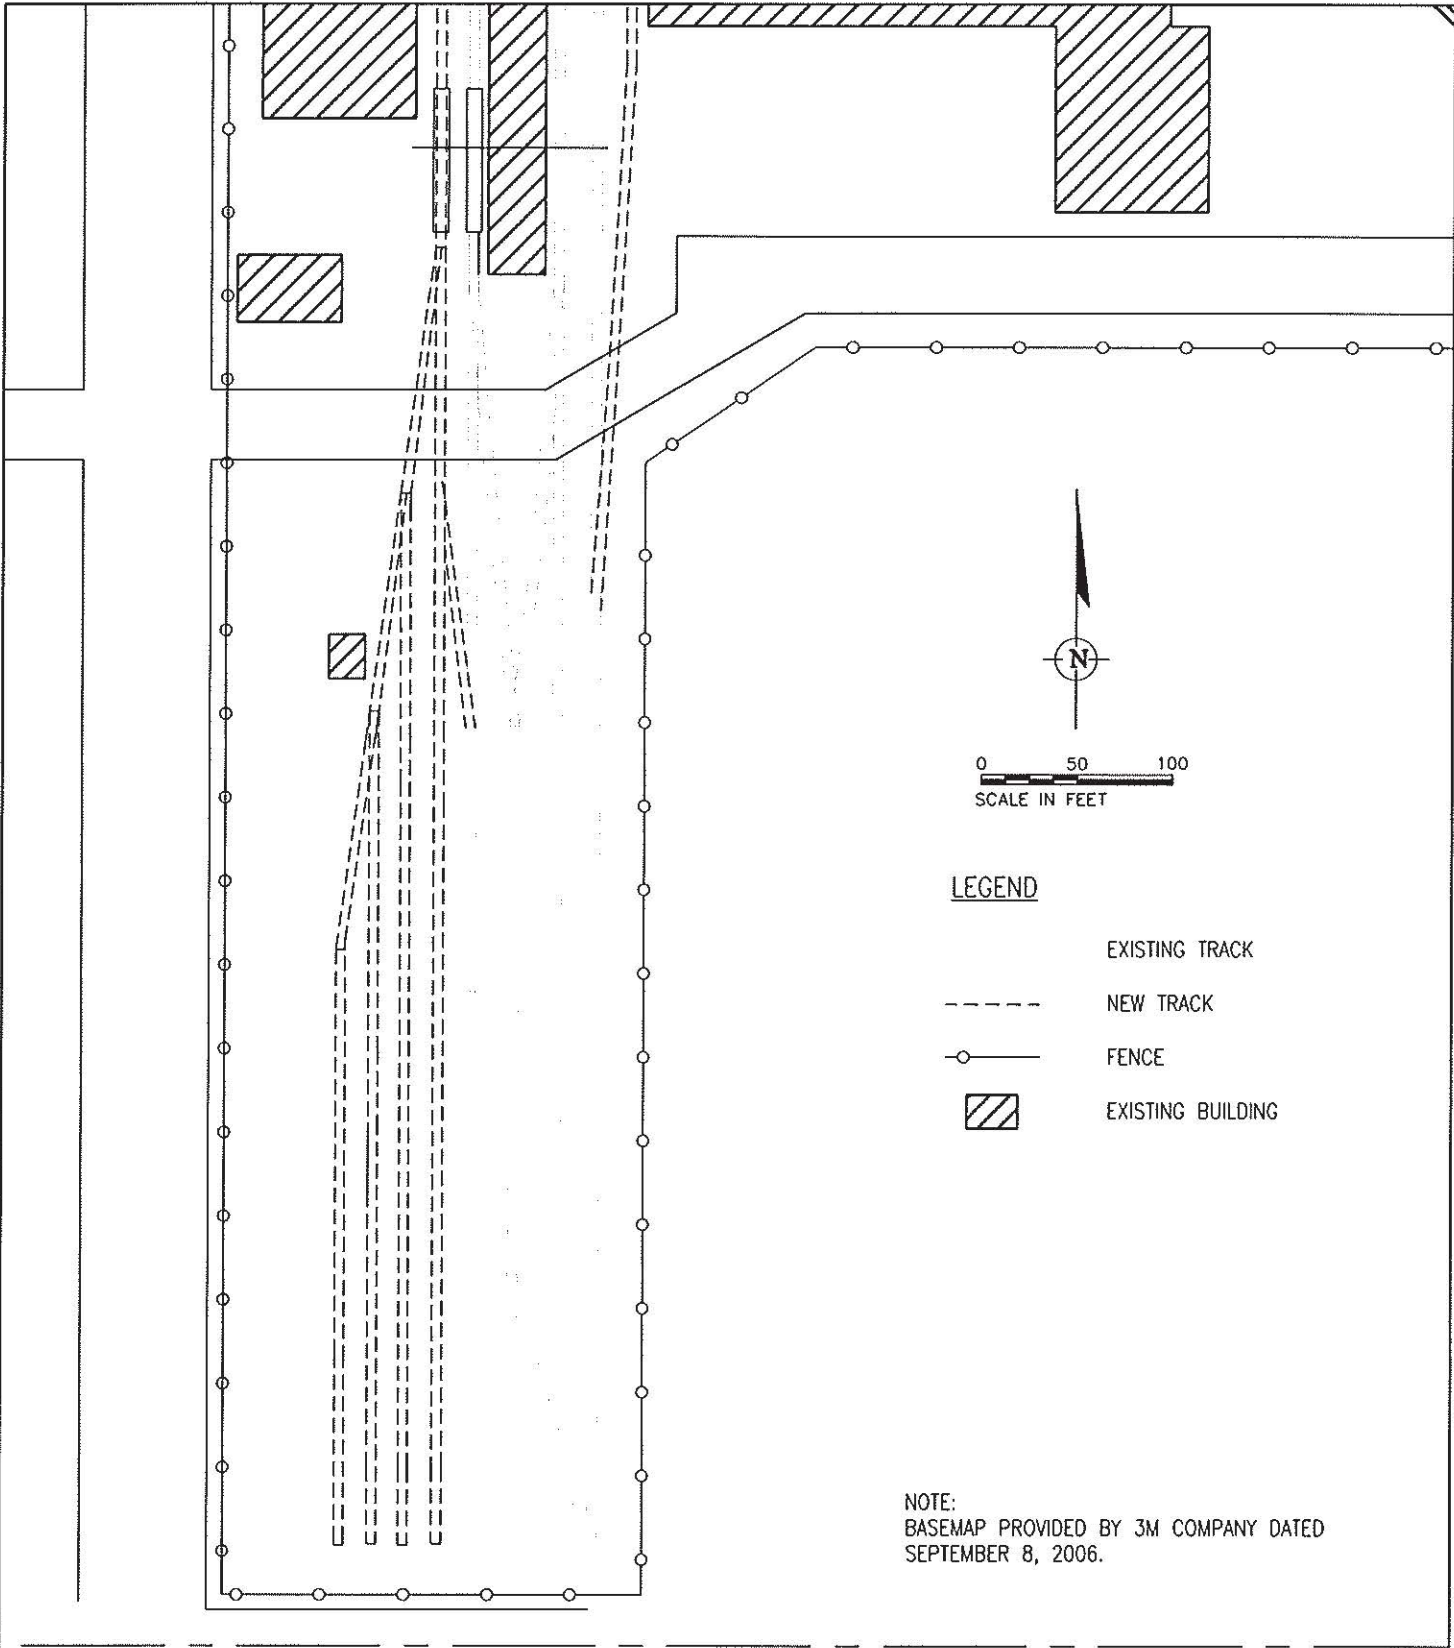 N
0 50 100
SCALE IN FEET
LEGEND
EXISTING TRACK
NEW TRACK
FENCE
EXISTING BUILDING
NOTE:
BASEMAP PROVIDED BY 3M COMPANY DATED
SEPTEMBER 8, 2006.